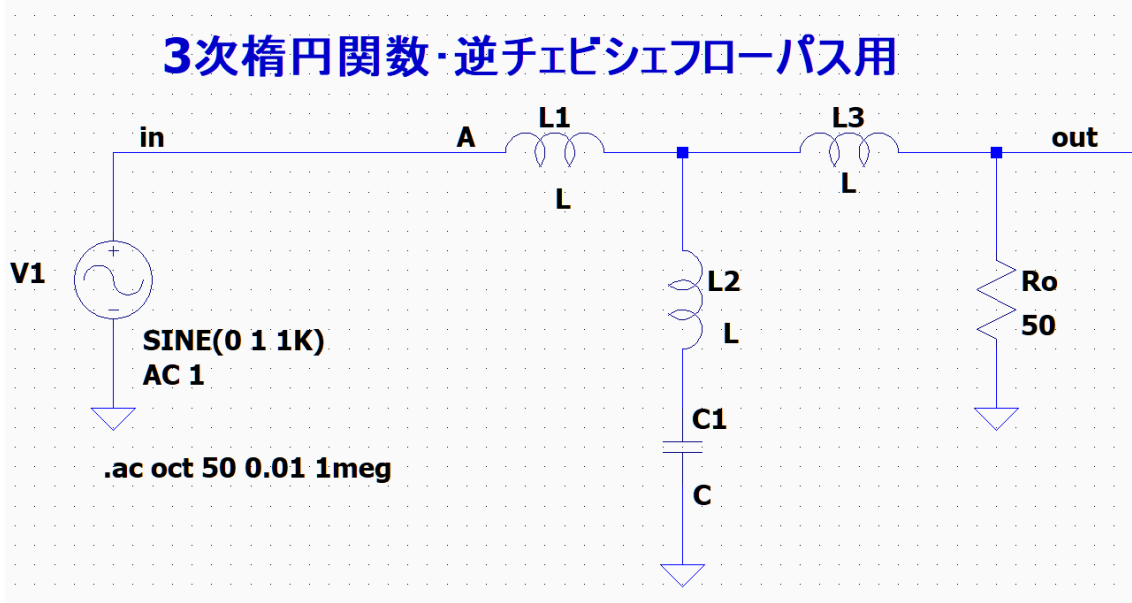 3次楕円関数・逆チェビシェフローパス用
in
A
L1
L
L3
L
out
V1
+
−
SINE(0 1 1K)
AC 1
L2
L
Ro
50
C1
C
.ac oct 50 0.01 1meg